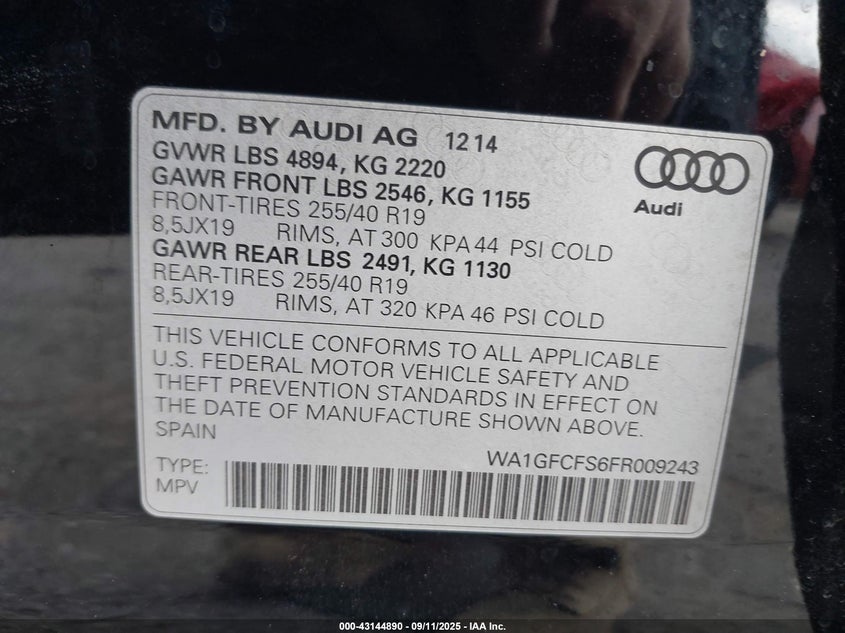 MFD. BY AUDI AG 12 14
GVWR LBS 4894, KG 2220
GAWR FRONT LBS 2546, KG 1155
FRONT-TIRES 255/40 R19
8,5JX19 RIMS, AT 300 KPA 44 PSI COLD
GAWR REAR LBS 2491, KG 1130
REAR-TIRES 255/40 R19
8,5JX19 RIMS, AT 320 KPA 46 PSI COLD
Audi
THIS VEHICLE CONFORMS TO ALL APPLICABLE
U.S. FEDERAL MOTOR VEHICLE SAFETY AND
THEFT PREVENTION STANDARDS IN EFFECT ON
THE DATE OF MANUFACTURE SHOWN ABOVE.
SPAIN
WA1GFCFS6FR009243
TYPE:
MPV
000-43144890 - 09/11/2025 - IAA Inc.